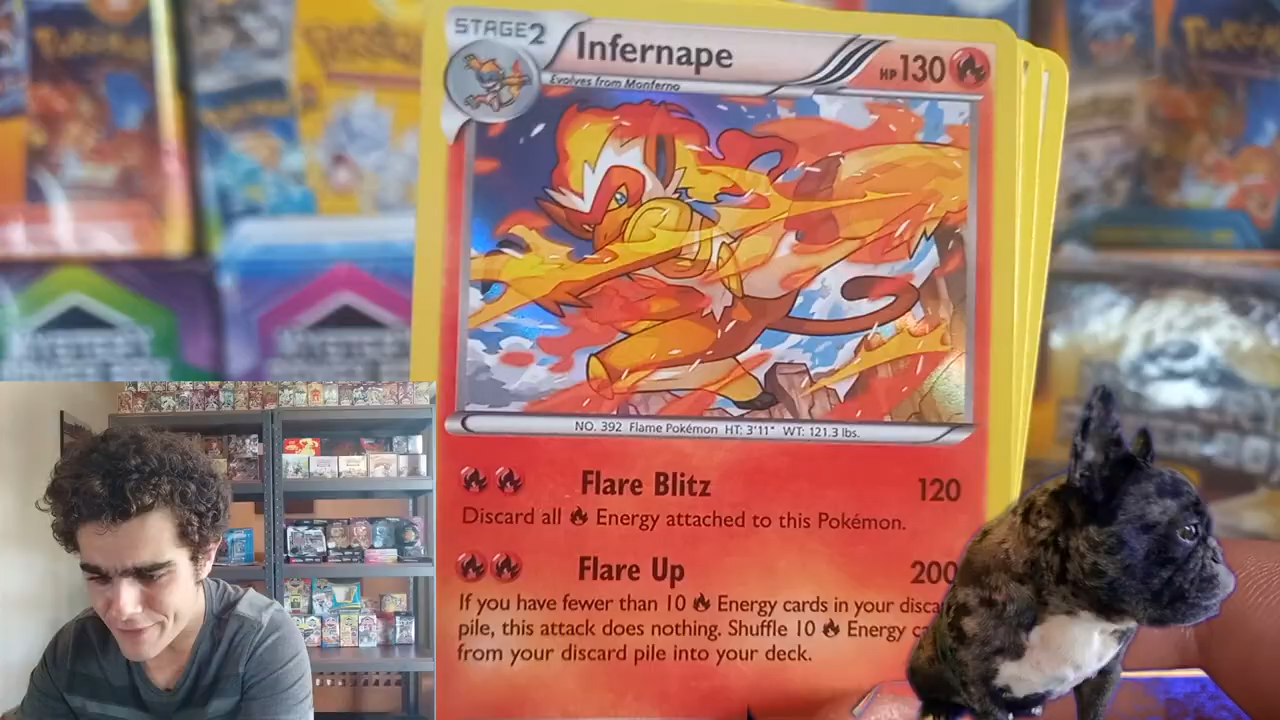 STAGE2
Infernape
HP 130
Evolves from Monferno
NO. 392 Flame Pokémon HT: 3'11" WT: 121.3 lbs.
Flare Blitz 120
Discard all Energy attached to this Pokémon.
Flare Up 200
If you have fewer than 10 Energy cards in your
pile, this attack does nothing. Shuffle 10 Energy
from your discard pile into your deck.